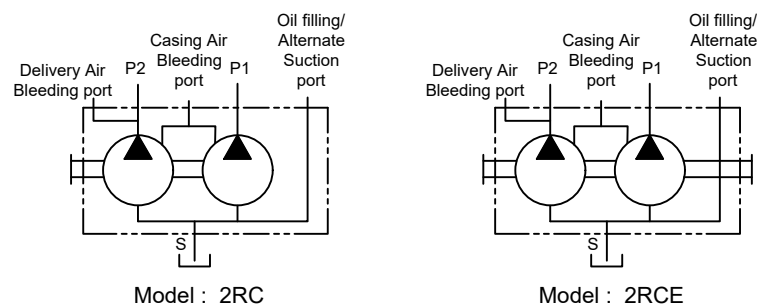 Delivery Air
Bleeding port
P2
Casing Air
Bleeding
port
P1
Oil filling/
Alternate
Suction
port
S
Model : 2RC
Delivery Air
Bleeding port
P2
Casing Air
Bleeding
port
P1
Oil filling/
Alternate
Suction
port
S
Model : 2RCE